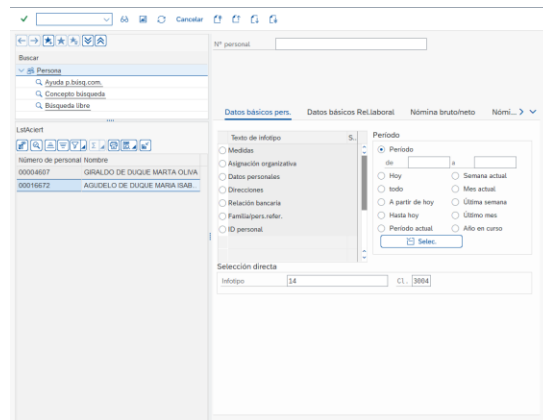 Cancelar
Nº personal
Buscar
Persona
Ayuda p.búsq.com.
Concepto búsqueda
Búsqueda libre
Datos básicos pers. Datos básicos Rel.laboral Nómina bruto/neto Nómi...
LstAciert
Número de personal Nombre
00004607 GIRALDO DE DUQUE MARTA OLIVA
00016672 AGUDELO DE DUQUE MARIA ISAB..
Texto de infotipo S..
Medidas
Asignación organizativa
Datos personales
Direcciones
Relación bancaria
Familia/pers.refer.
ID personal
Período
Período
de a
Hoy Semana actual
todo Mes actual
A partir de hoy Última semana
Hasta hoy Último mes
Período actual Año en curso
Selec.
Selección directa
Infotipo 14 Cl.. 3004